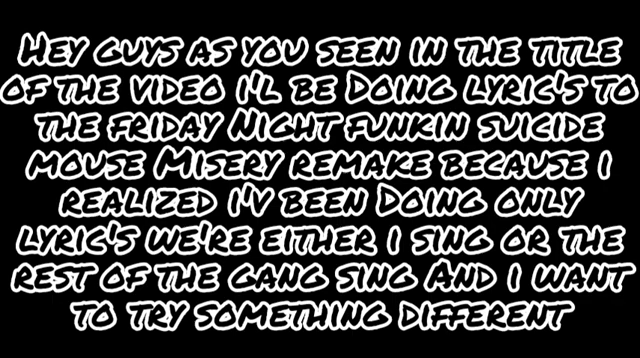 Hey guys as you seen in the title
of the video i'l be Doing lyric's to
the friday Night funkin suicide
mouse Misery remake because i
realized i'v been Doing only
lyric's we're either i sing or the
rest of the gang sing And i want
to try something different